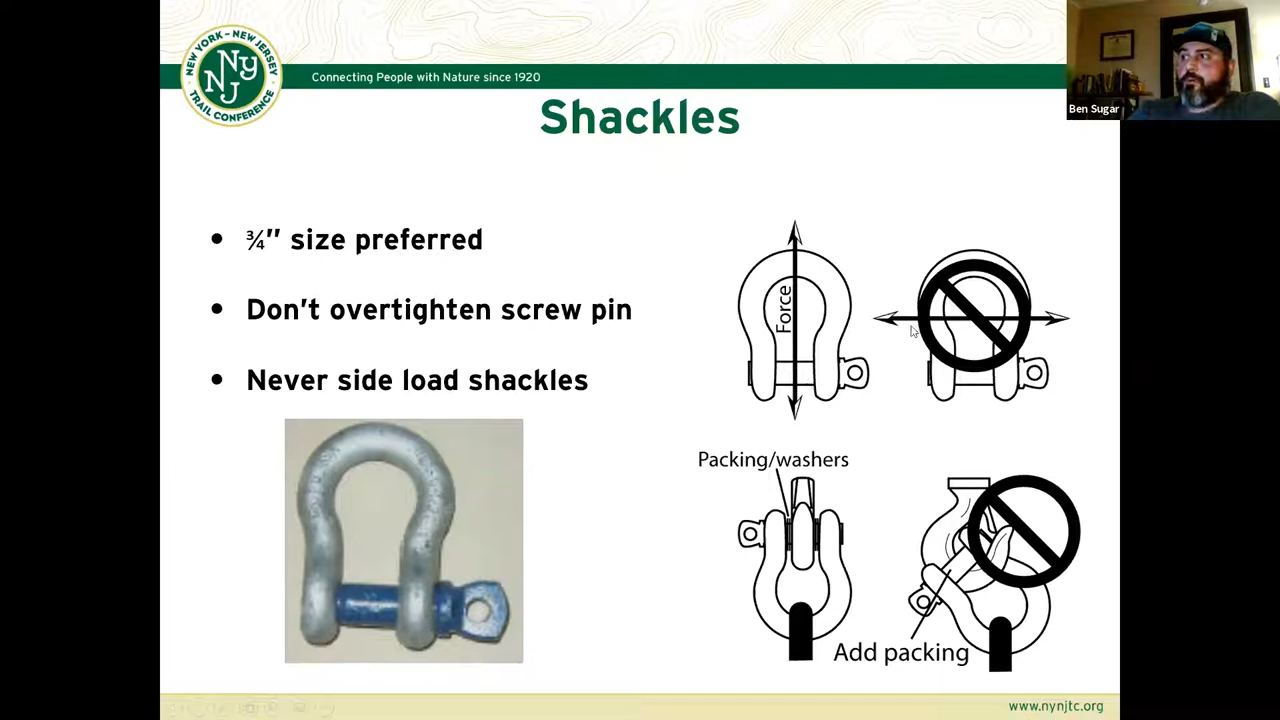 NEW YORK – NEW JERSEY
NY
NJ
TRAIL CONFERENCE
Connecting People with Nature since 1920
Ben Sugar
Shackles
• ¾" size preferred
• Don't overtighten screw pin
• Never side load shackles
Force
Packing/washers
Add packing
www.nynjtc.org